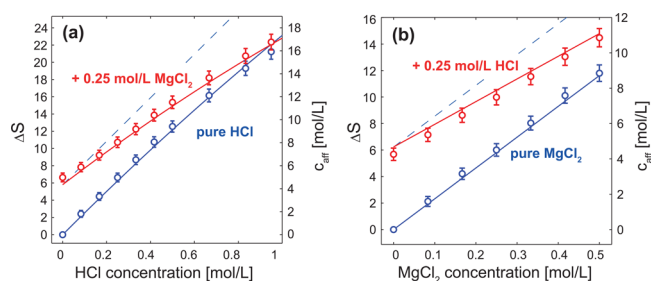 (a)
+ 0.25 mol/L MgCl2
pure HCl
ΔS
24
22
20
18
16
14
12
10
8
6
4
2
0
18
16
14
12
10
8
6
4
2
0
caff [mol/L]
0 0.2 0.4 0.6 0.8 1
HCl concentration [mol/L]
(b)
+ 0.25 mol/L HCl
pure MgCl2
ΔS
16
14
12
10
8
6
4
2
0
12
10
8
6
4
2
0
caff [mol/L]
0 0.1 0.2 0.3 0.4 0.5
MgCl2 concentration [mol/L]